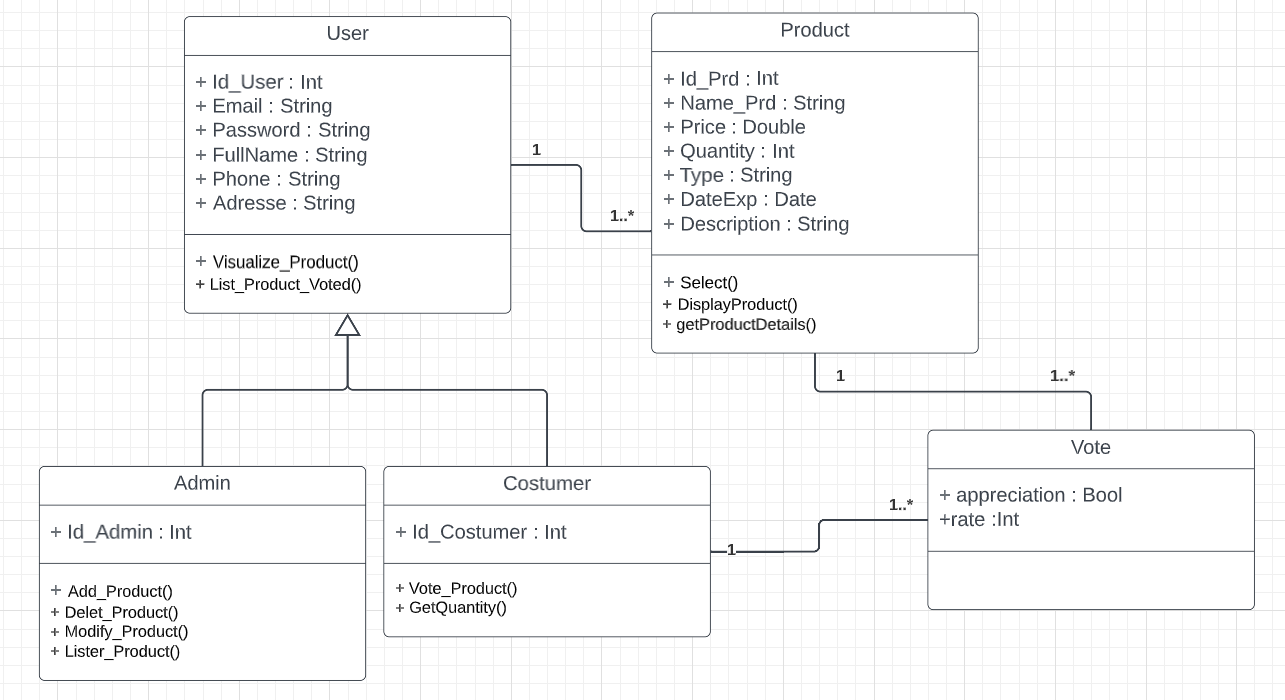 User
+ Id_User : Int
+ Email : String
+ Password : String
+ FullName : String
+ Phone : String
+ Adresse : String
+ Visualize_Product()
+ List_Product_Voted()
1
1..*
Product
+ Id_Prd : Int
+ Name_Prd : String
+ Price : Double
+ Quantity : Int
+ Type : String
+ DateExp : Date
+ Description : String
+ Select()
+ DisplayProduct()
+ getProductDetails()
1
1..*
Admin
+ Id_Admin : Int
+ Add_Product()
+ Delet_Product()
+ Modify_Product()
+ Lister_Product()
Costumer
+ Id_Costumer : Int
+ Vote_Product()
+ GetQuantity()
1
1..*
Vote
+ appreciation : Bool
+rate :Int